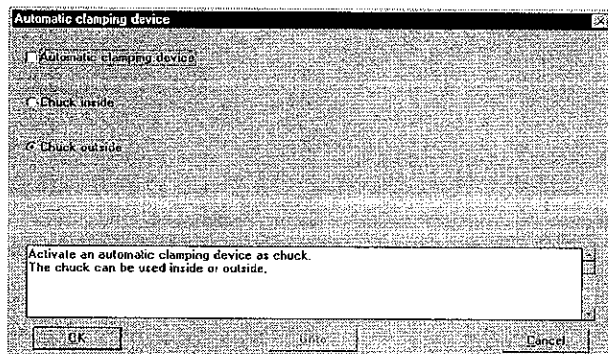 Automatic clamping device
Automatic clamping device
Chuck inside
Chuck outside
Activate an automatic clamping device as chuck.
The chuck can be used inside or outside.
OK
Cancel